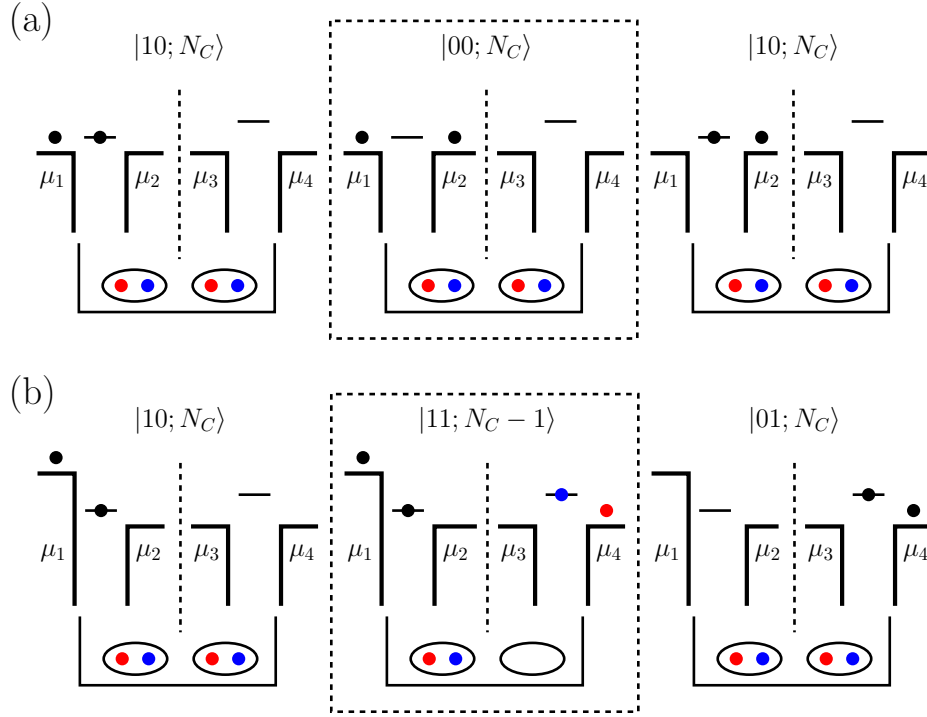 (a)
|10; N_C⟩ |00; N_C⟩ |10; N_C⟩
μ₁ μ₂ μ₃ μ₄ μ₁ μ₂ μ₃ μ₄ μ₁ μ₂ μ₃ μ₄
(b)
|10; N_C⟩ |11; N_C − 1⟩ |01; N_C⟩
μ₁ μ₂ μ₃ μ₄ μ₁ μ₂ μ₃ μ₄ μ₁ μ₂ μ₃ μ₄